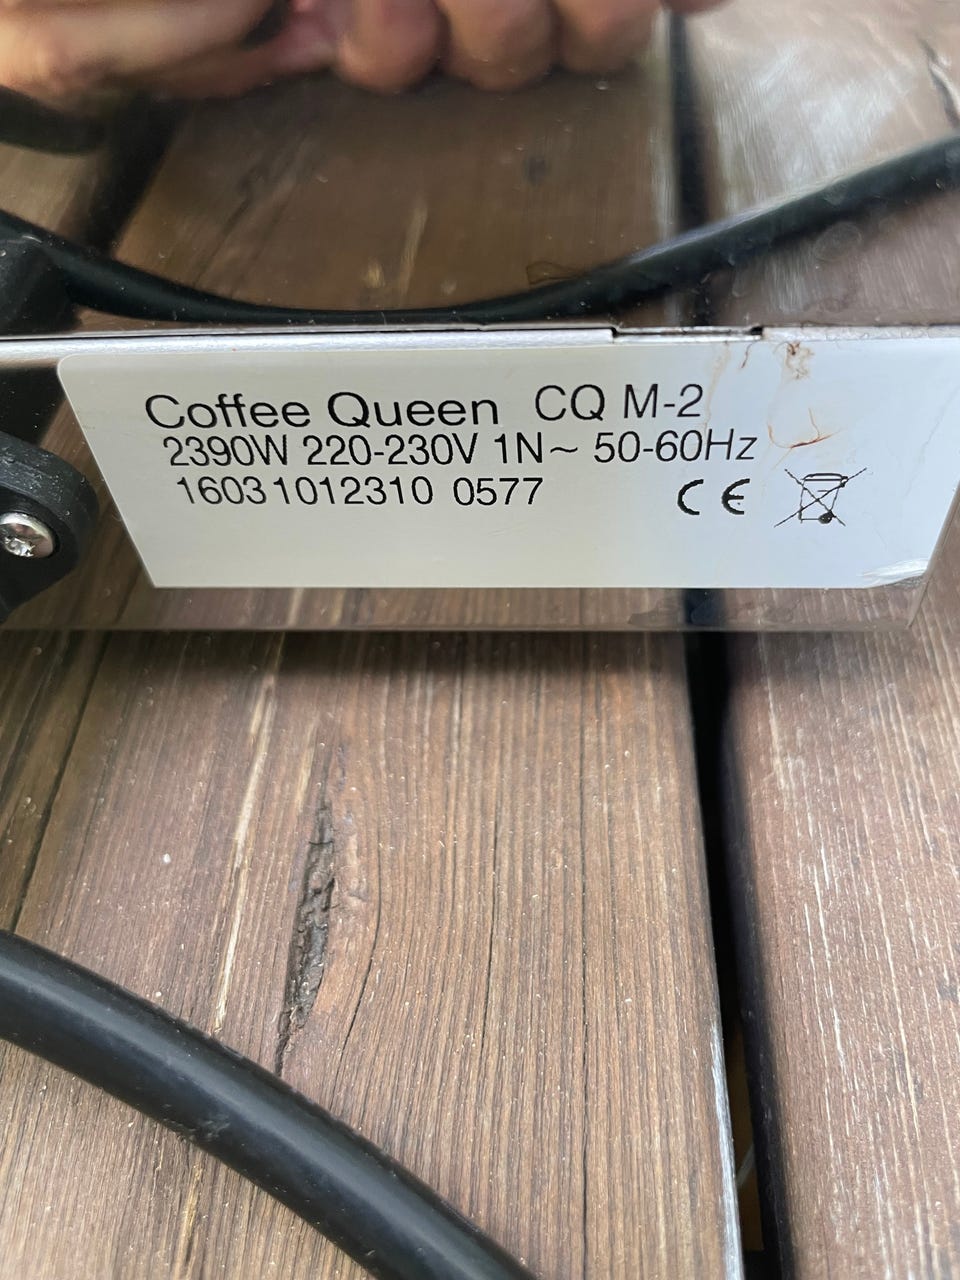 Coffee Queen CQ M-2
2390W 220-230V 1N~ 50-60Hz
16031012310 0577
CE